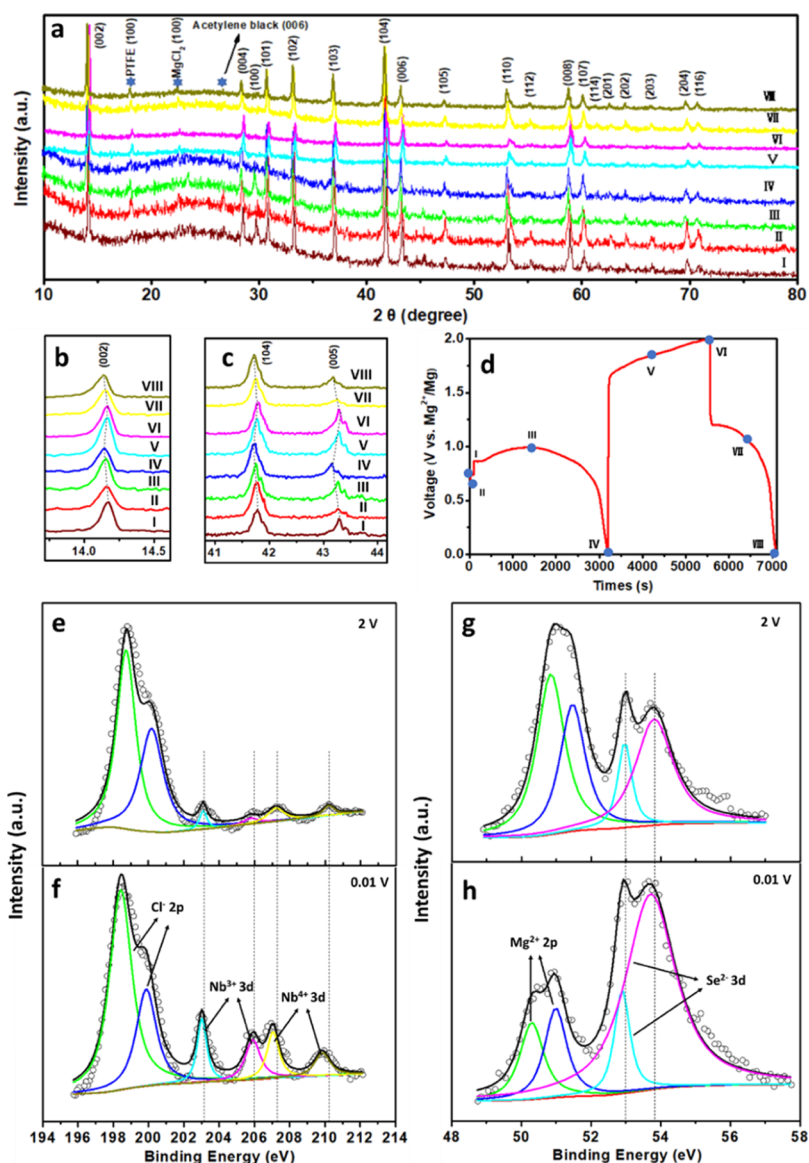 a
Acetylene black (006)
(002)
PTFE (100)
MgCl2 (100)
(004)
(100)
(101)
(102)
(103)
(104)
(006)
(105)
(110)
(112)
(008)
(107)
(114)
(201)
(202)
(203)
(204)
(116)
Ⅷ
Ⅶ
Ⅵ
Ⅴ
Ⅳ
Ⅲ
Ⅱ
Ⅰ
Intensity (a.u.)
10 20 30 40 50 60 70 80
2 θ (degree)
b
(002)
VIII
VII
VI
V
IV
III
II
I
14.0 14.5
c
(104)
(005)
VIII
VII
VI
V
IV
III
II
I
41 42 43 44
d
2.0
1.5
1.0
0.5
0.0
Voltage (V vs. Mg2+/Mg)
Ⅰ
Ⅱ
Ⅲ
Ⅳ
Ⅴ
Ⅵ
Ⅶ
Ⅷ
0 1000 2000 3000 4000 5000 6000 7000
Times (s)
e
2 V
f
0.01 V
Cl- 2p
Nb3+ 3d
Nb4+ 3d
Intensity (a.u.)
194 196 198 200 202 204 206 208 210 212 214
Binding Energy (eV)
g
2 V
h
0.01 V
Mg2+ 2p
Se2- 3d
Intensity (a.u.)
48 50 52 54 56 58
Binding Energy (eV)